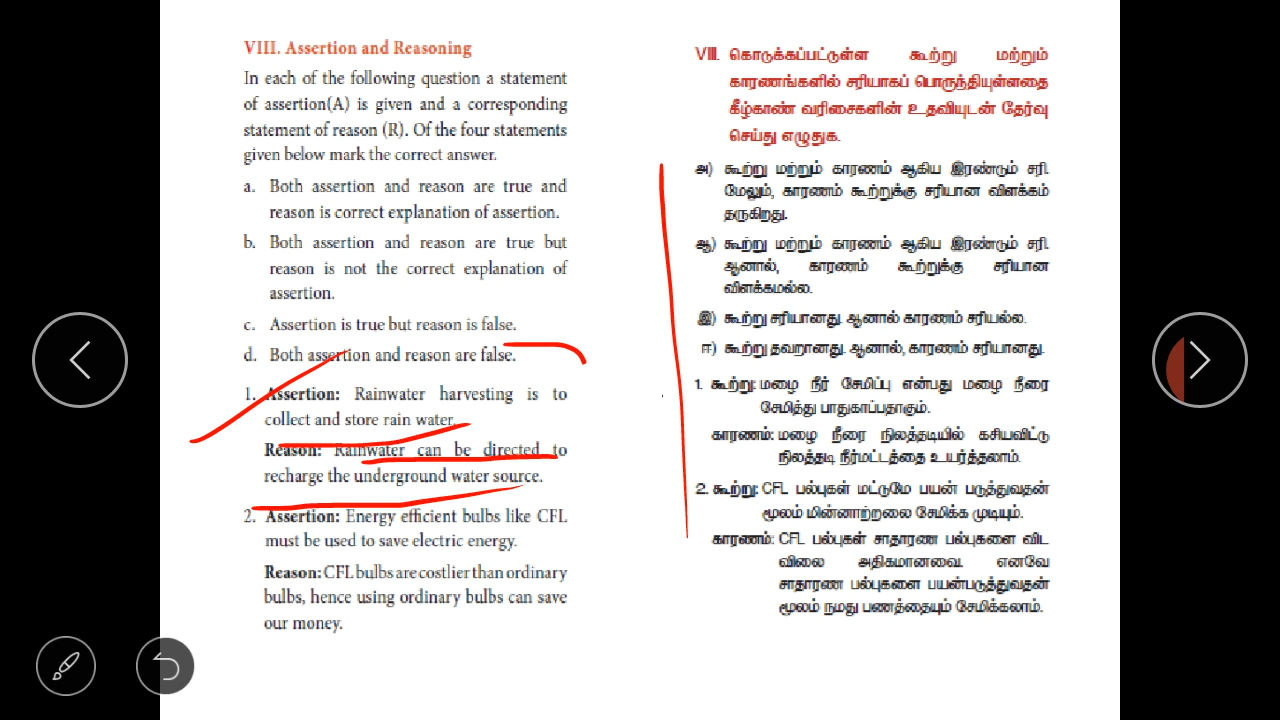 VIII. Assertion and Reasoning
In each of the following question a statement
of assertion(A) is given and a corresponding
statement of reason (R). Of the four statements
given below mark the correct answer.
a. Both assertion and reason are true and
reason is correct explanation of assertion.
b. Both assertion and reason are true but
reason is not the correct explanation of
assertion.
c. Assertion is true but reason is false.
d. Both assertion and reason are false.
1. Assertion: Rainwater harvesting is to
collect and store rain water.
Reason: Rainwater can be directed to
recharge the underground water source.
2. Assertion: Energy efficient bulbs like CFL
must be used to save electric energy.
Reason: CFL bulbs are costlier than ordinary
bulbs, hence using ordinary bulbs can save
our money.
VIII. கொடுக்கப்பட்டுள்ள கூற்று மற்றும்
காரணங்களில் சரியாகப் பொருந்தியுள்ளதை
கீழ்காண் வரிசைகளின் உதவியுடன் தேர்வு
செய்து எழுதுக.
அ) கூற்று மற்றும் காரணம் ஆகிய இரண்டும் சரி.
மேலும், காரணம் கூற்றுக்கு சரியான விளக்கம்
தருகிறது.
ஆ) கூற்று மற்றும் காரணம் ஆகிய இரண்டும் சரி.
ஆனால், காரணம் கூற்றுக்கு சரியான
விளக்கமல்ல.
இ) கூற்று சரியானது. ஆனால் காரணம் சரியல்ல.
ஈ) கூற்று தவறானது. ஆனால், காரணம் சரியானது.
1. கூற்று: மழை நீர் சேமிப்பு என்பது மழை நீரை
சேமித்து பாதுகாப்பதாகும்.
காரணம்: மழை நீரை நிலத்தடியில் கசியவிட்டு
நிலத்தடி நீர்மட்டத்தை உயர்த்தலாம்.
2. கூற்று: CFL பல்புகள் மட்டுமே பயன் படுத்துவதன்
மூலம் மின்னாற்றலை சேமிக்க முடியும்.
காரணம்: CFL பல்புகள் சாதாரண பல்புகளை விட
விலை அதிகமானவை. எனவே
சாதாரண பல்புகளை பயன்படுத்துவதன்
மூலம் நமது பணத்தையும் சேமிக்கலாம்.